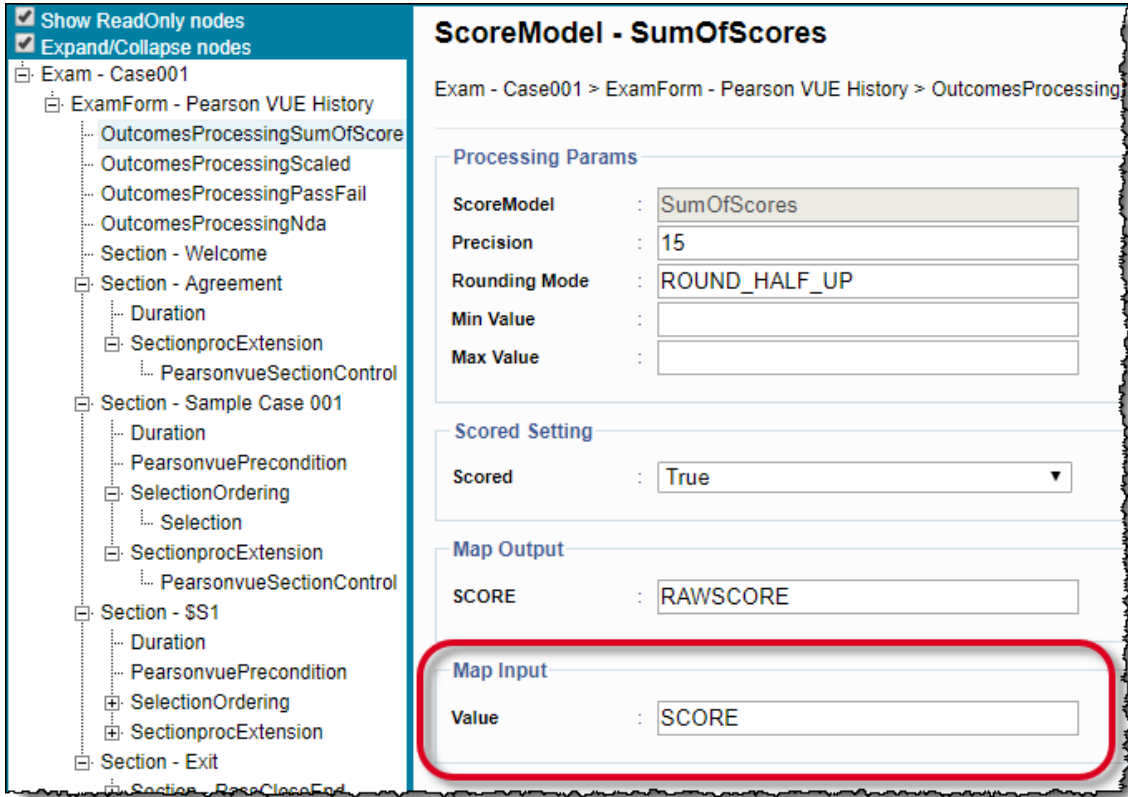 Show ReadOnly nodes
Expand/Collapse nodes
Exam - Case001
ExamForm - Pearson VUE History
OutcomesProcessingSumOfScore
OutcomesProcessingScaled
OutcomesProcessingPassFail
OutcomesProcessingNda
Section - Welcome
Section - Agreement
Duration
SectionprocExtension
PearsonvueSectionControl
Section - Sample Case 001
Duration
PearsonvuePrecondition
SelectionOrdering
Selection
SectionprocExtension
PearsonvueSectionControl
Section - $S1
Duration
PearsonvuePrecondition
SelectionOrdering
SectionprocExtension
Section - Exit
Section - PassCloseEnd
ScoreModel - SumOfScores
Exam - Case001 > ExamForm - Pearson VUE History > OutcomesProcessing
Processing Params
ScoreModel : SumOfScores
Precision : 15
Rounding Mode : ROUND_HALF_UP
Min Value :
Max Value :
Scored Setting
Scored : True
Map Output
SCORE : RAWSCORE
Map Input
Value : SCORE